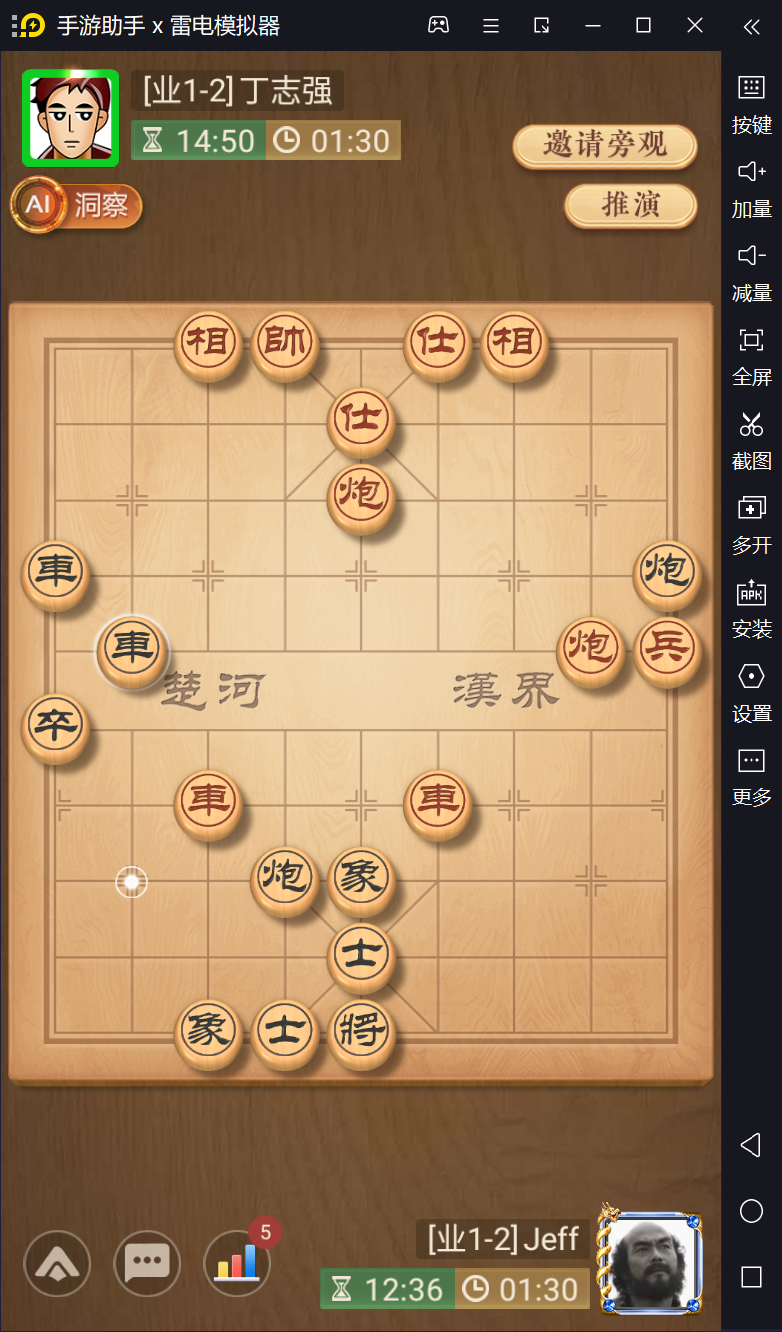 手游助手 x 雷电模拟器
[业1-2]丁志强
14:50 01:30
邀请旁观
AI 洞察
推演
按键
加量
减量
全屏
截图
多开
APK
安装
设置
更多
相 帥 仕 相
仕
炮
車 炮
車 炮 兵
楚河 漢界
卒
車 車
炮 象
士
象 士 將
5
[业1-2]Jeff
12:36 01:30